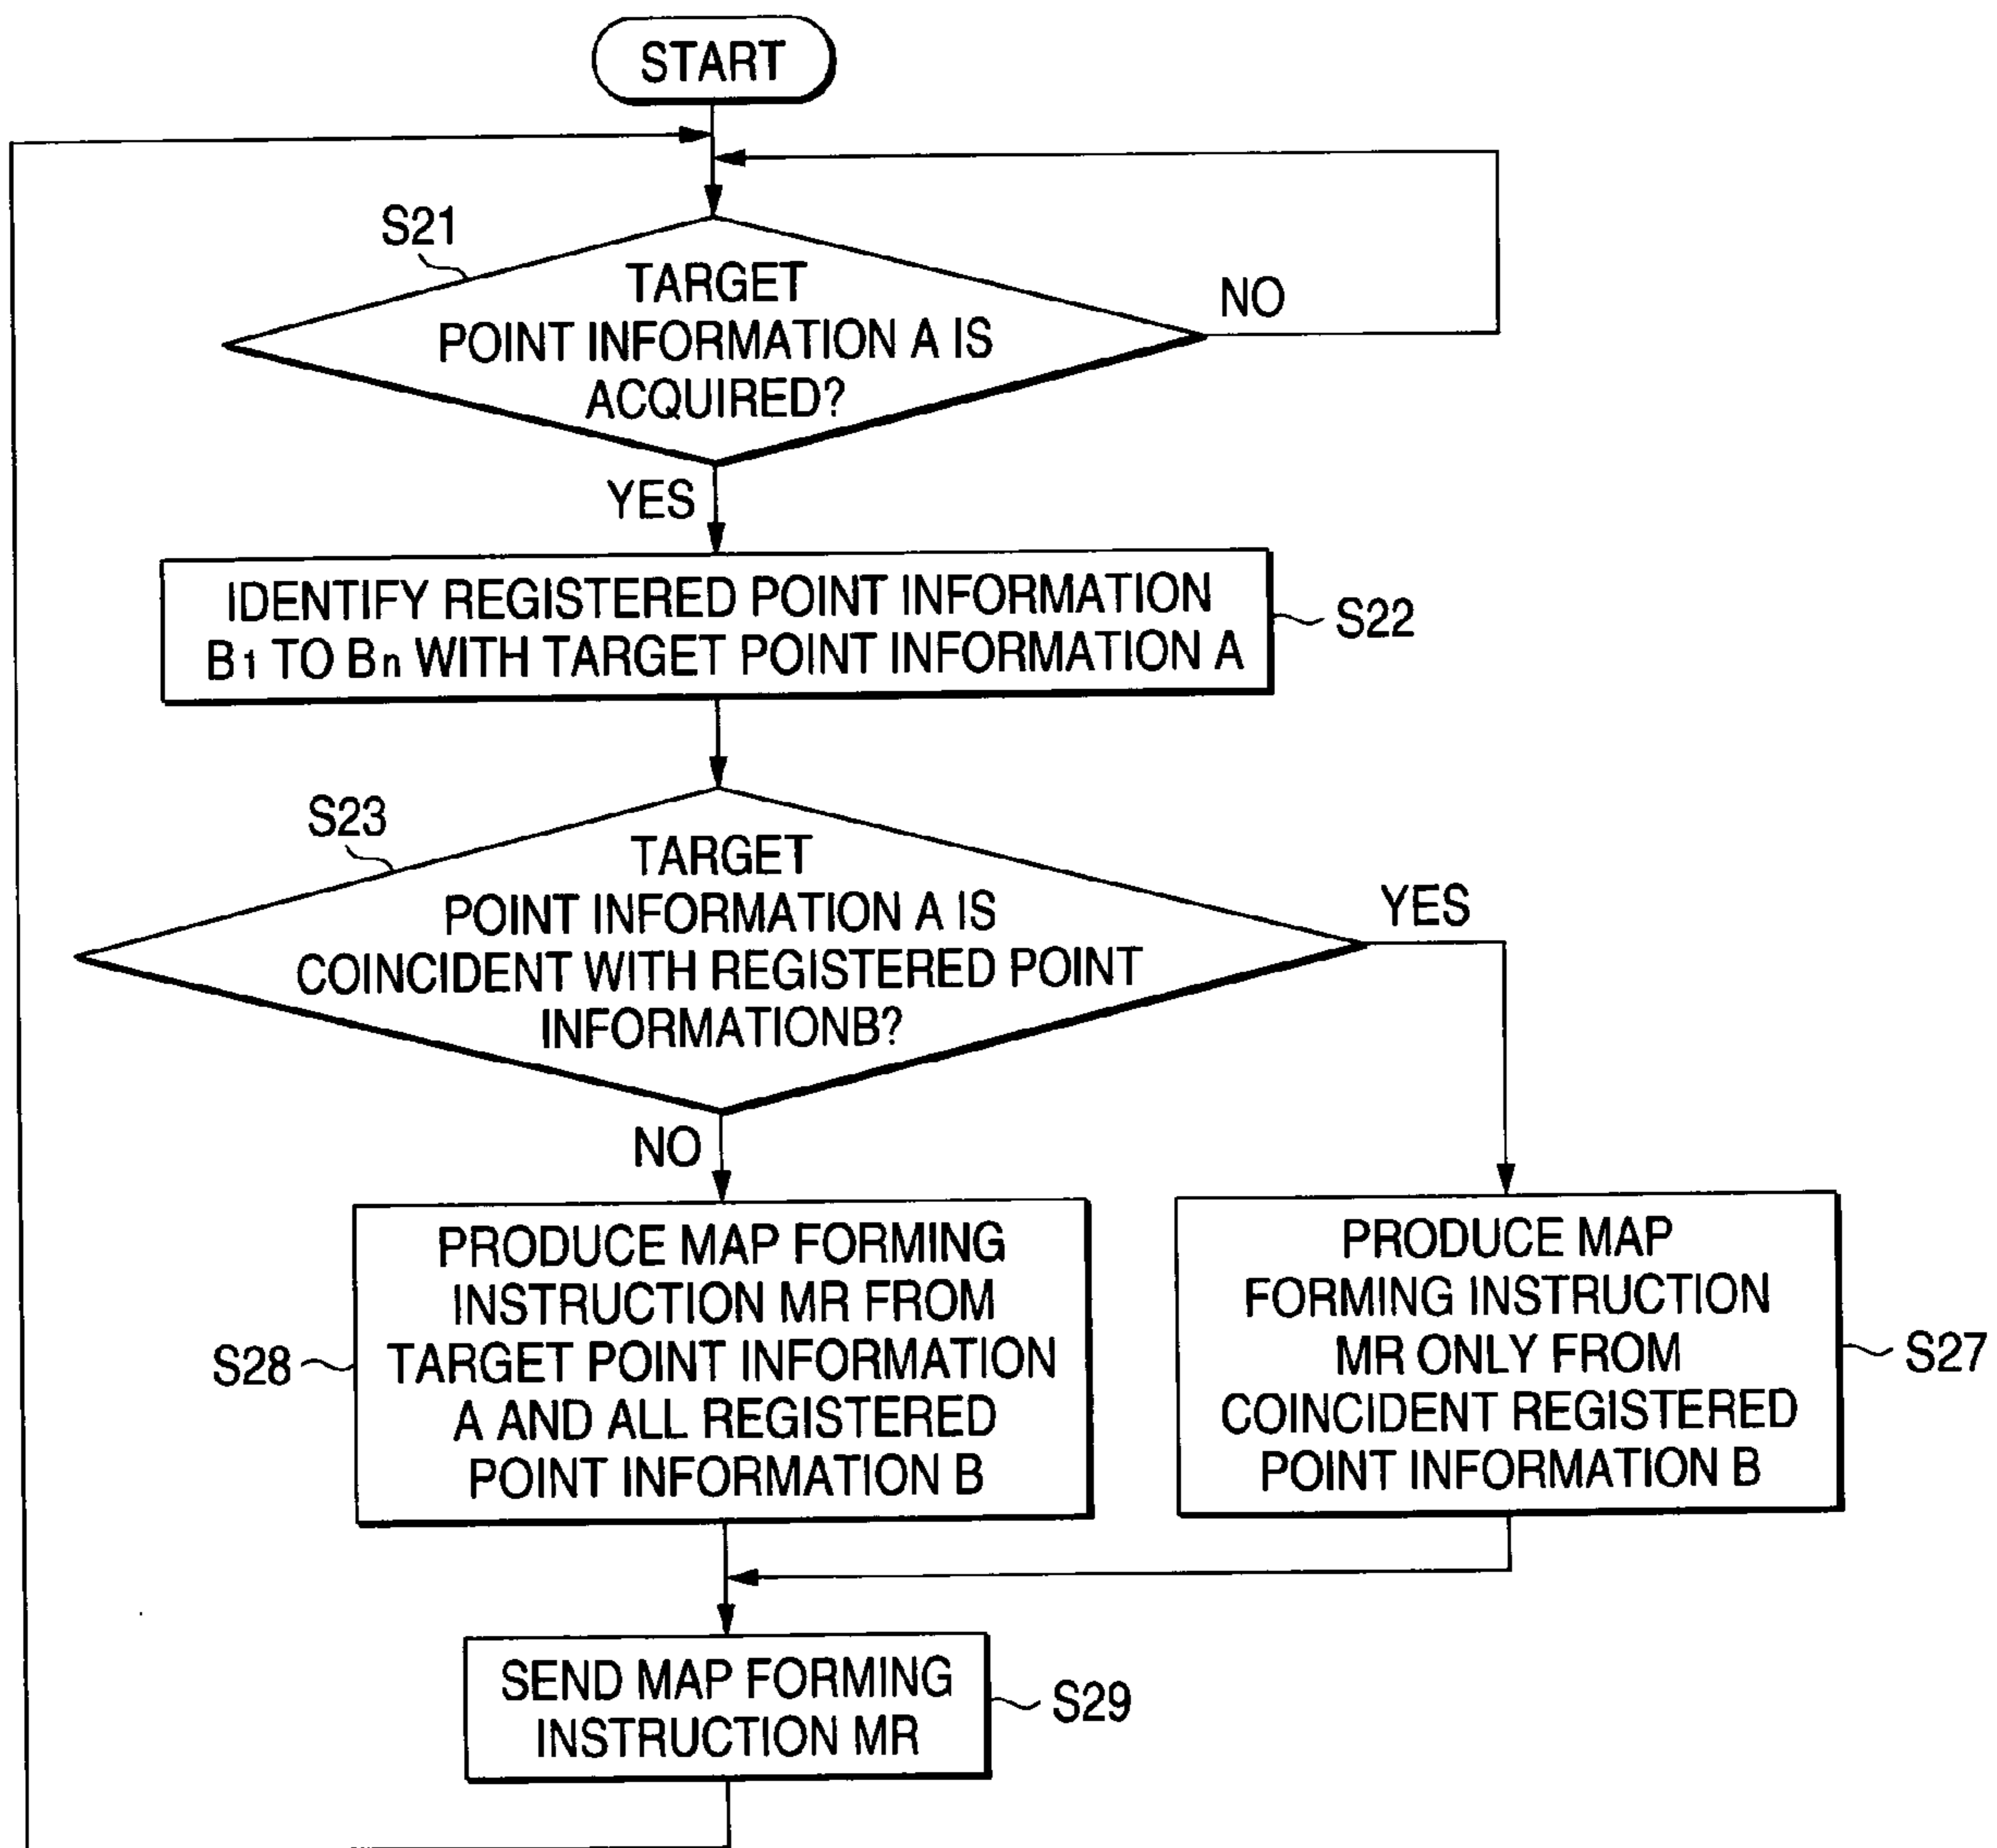 START
S21
TARGET
POINT INFORMATION A IS
ACQUIRED?
NO
YES
IDENTIFY REGISTERED POINT INFORMATION
B1 TO Bn WITH TARGET POINT INFORMATION A
S22
S23
TARGET
POINT INFORMATION A IS
COINCIDENT WITH REGISTERED POINT
INFORMATIONB?
YES
NO
S28
PRODUCE MAP FORMING
INSTRUCTION MR FROM
TARGET POINT INFORMATION
A AND ALL REGISTERED
POINT INFORMATION B
PRODUCE MAP
FORMING INSTRUCTION
MR ONLY FROM
COINCIDENT REGISTERED
POINT INFORMATION B
S27
SEND MAP FORMING
INSTRUCTION MR
S29